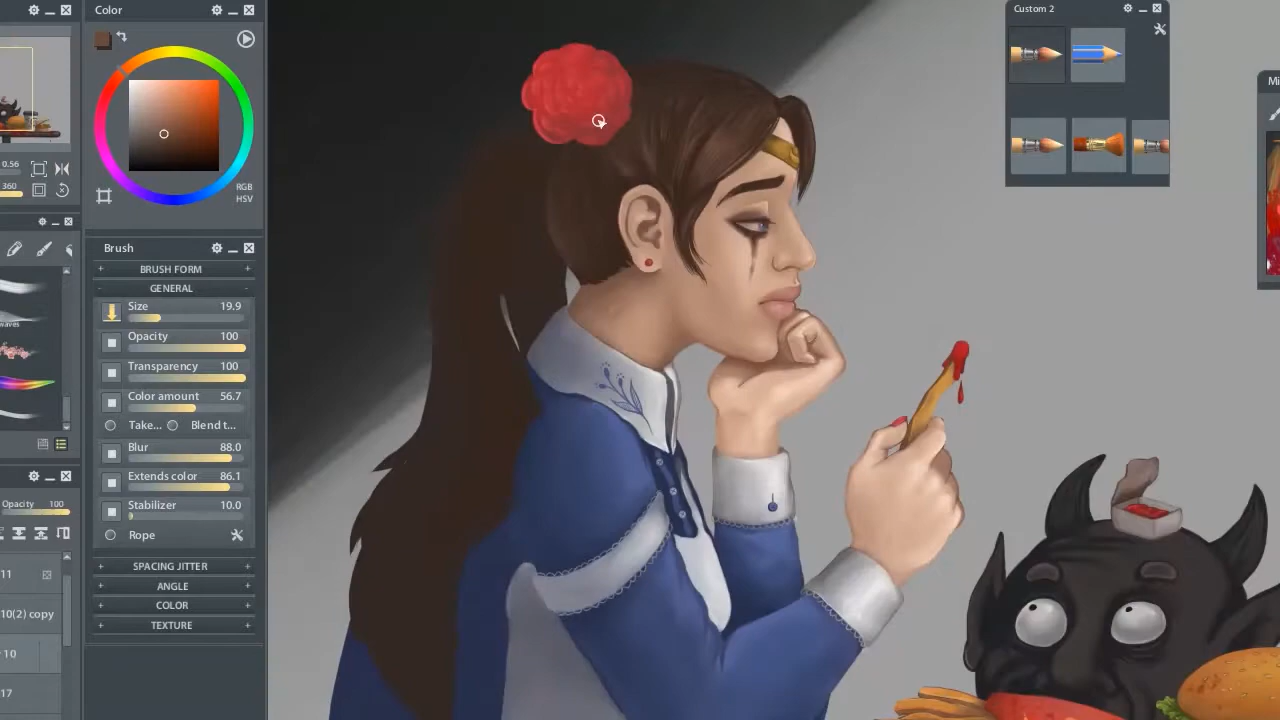 Color
Custom 2
Mi
0.56
360
RGB
HSV
Brush
BRUSH FORM
GENERAL
Size 19.9
Opacity 100
Transparency 100
Color amount 56.7
Take... Blend t...
Blur 88.0
Extends color 86.1
Stabilizer 10.0
Rope
SPACING JITTER
ANGLE
COLOR
TEXTURE
waves
Opacity 100
11
10(2) copy
10
17